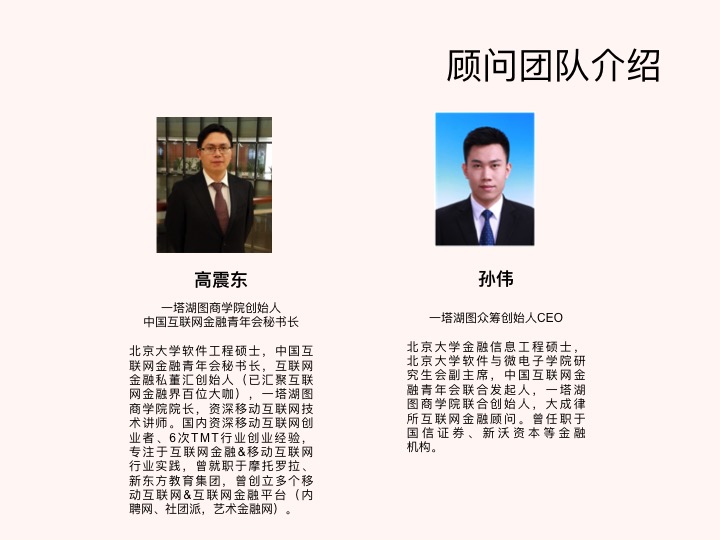 顾问团队介绍
高震东
一塔湖图商学院创始人
中国互联网金融青年会秘书长
北京大学软件工程硕士，中国互
联网金融青年会秘书长，互联网
金融私董汇创始人（已汇聚互联
网金融界百位大咖），一塔湖图
商学院院长，资深移动互联网技
术讲师。国内资深移动互联网创
业者、6次TMT行业创业经验，
专注于互联网金融&移动互联网
行业实践，曾就职于摩托罗拉、
新东方教育集团，曾创立多个移
动互联网&互联网金融平台（内
聘网、社团派，艺术金融网）。
孙伟
一塔湖图众筹创始人CEO
北京大学金融信息工程硕士，
北京大学软件与微电子学院研
究生会副主席，中国互联网金
融青年会联合发起人，一塔湖
图商学院联合创始人，大成律
所互联网金融顾问。曾任职于
国信证券、新沃资本等金融
机构。